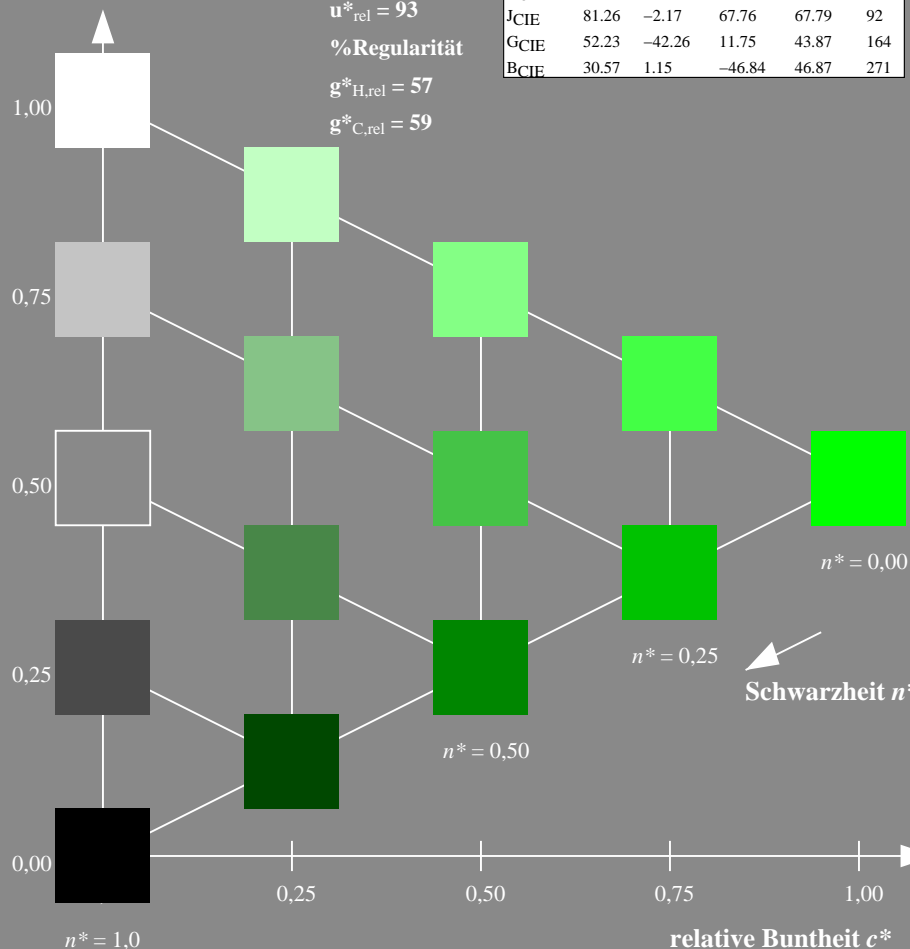 u*rel = 93
%Regularität
g*H,rel = 57
g*C,rel = 59
JCIE 81.26 −2.17 67.76 67.79 92
GCIE 52.23 −42.26 11.75 43.87 164
BCIE 30.57 1.15 −46.84 46.87 271
1,00
0,75
0,50
n* = 0,00
n* = 0,25
0,25
Schwarzheit n*
n* = 0,50
0,00
0,25 0,50 0,75 1,00
n* = 1,0
relative Buntheit c*